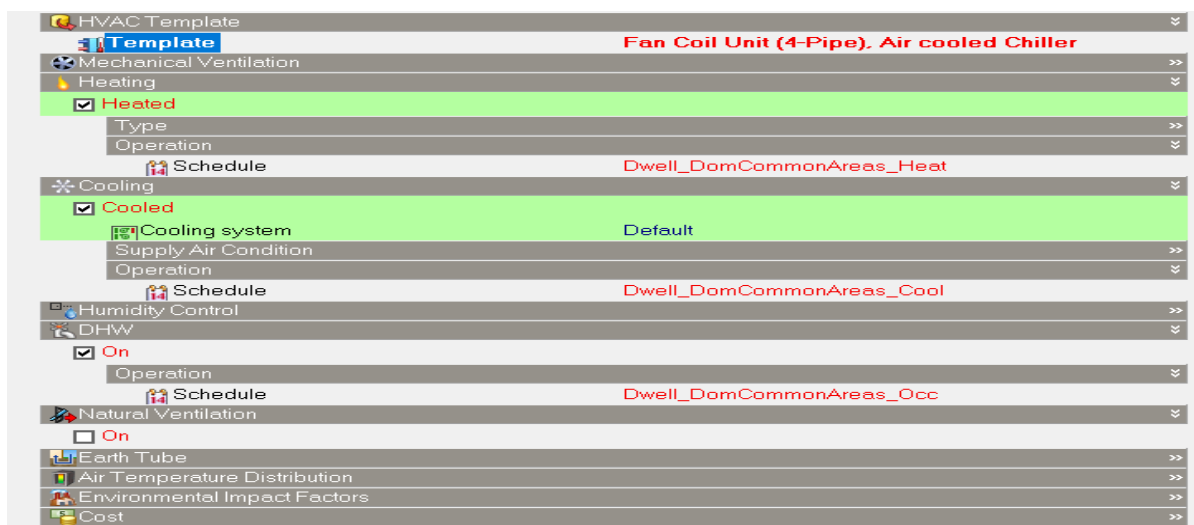 HVAC Template
Template Fan Coil Unit (4-Pipe), Air cooled Chiller
Mechanical Ventilation
Heating
Heated
Type
Operation
Schedule Dwell_DomCommonAreas_Heat
Cooling
Cooled
Cooling system Default
Supply Air Condition
Operation
Schedule Dwell_DomCommonAreas_Cool
Humidity Control
DHW
On
Operation
Schedule Dwell_DomCommonAreas_Occ
Natural Ventilation
On
Earth Tube
Air Temperature Distribution
Environmental Impact Factors
Cost